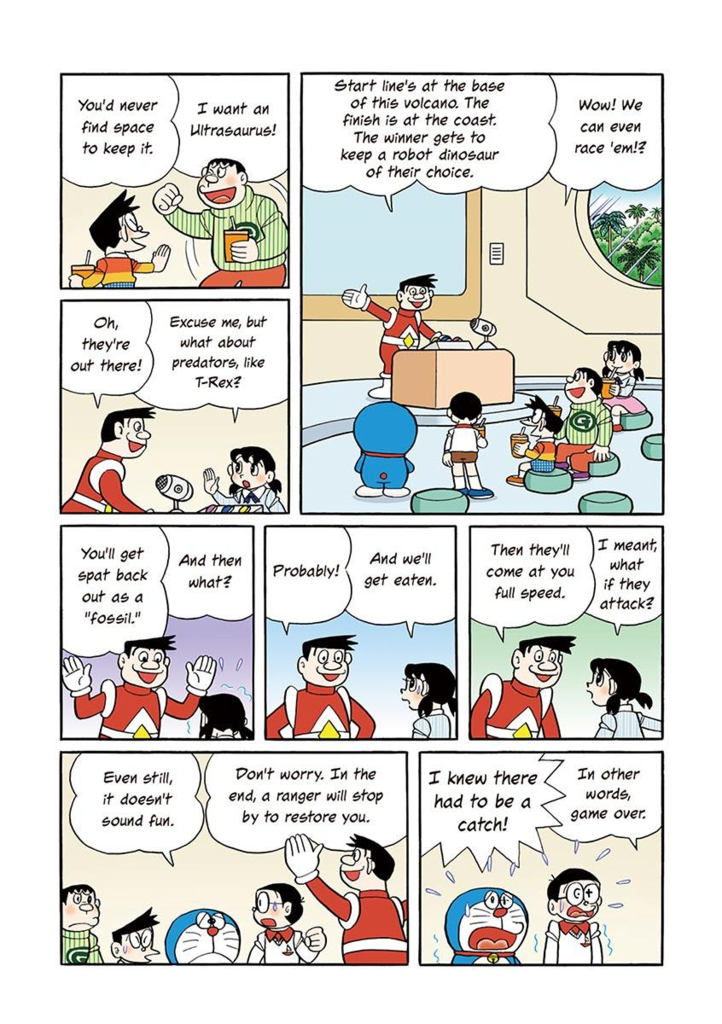 Wow! We
can even
race 'em!?
Start line's at the base
of this volcano. The
finish is at the coast.
The winner gets to
keep a robot dinosaur
of their choice.
I want an
Ultrasaurus!
You'd never
find space
to keep it.
Excuse me, but
what about
predators, like
T-Rex?
Oh,
they're
out there!
I meant,
what
if they
attack?
Then they'll
come at you
full speed.
And we'll
get eaten.
Probably!
And then
what?
You'll get
spat back
out as a
"fossil."
In other
words,
game over.
I knew there
had to be a
catch!
Don't worry. In the
end, a ranger will stop
by to restore you.
Even still,
it doesn't
sound fun.